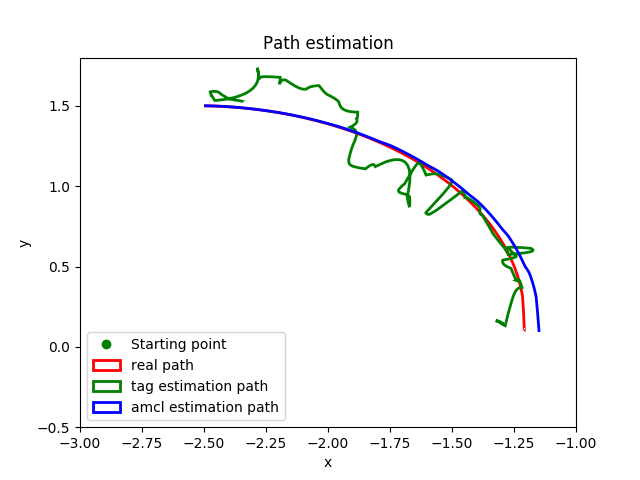 Path estimation
y
1.5
1.0
0.5
0.0
−0.5
Starting point
real path
tag estimation path
amcl estimation path
−3.00 −2.75 −2.50 −2.25 −2.00 −1.75 −1.50 −1.25 −1.00
x